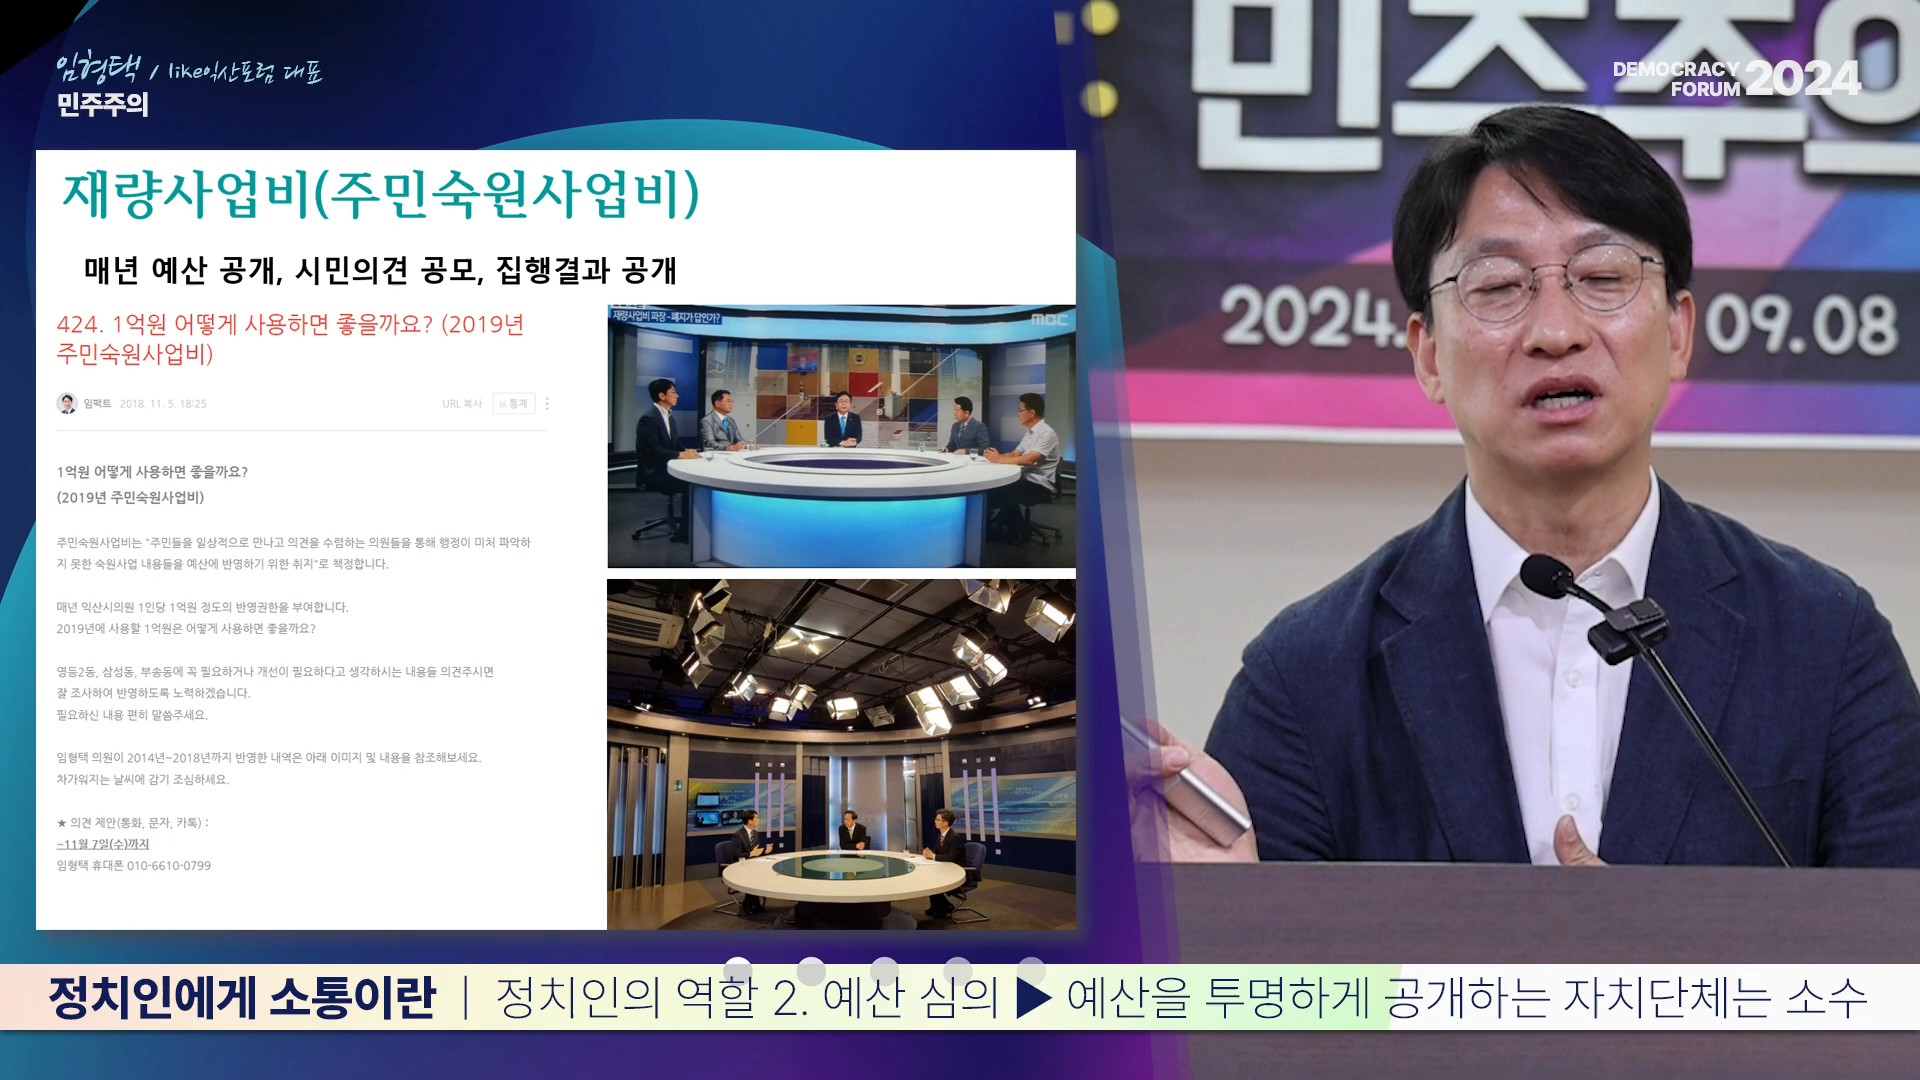 임형택 / like익산포럼 대표
민주주의
DEMOCRACY
FORUM 2024
민주주의
2024.
09.08
재량사업비(주민숙원사업비)
매년 예산 공개, 시민의견 공모, 집행결과 공개
424. 1억원 어떻게 사용하면 좋을까요? (2019년
주민숙원사업비)
임팩트 2018. 11. 5. 18:25
URL 복사 통계
1억원 어떻게 사용하면 좋을까요?
(2019년 주민숙원사업비)
주민숙원사업비는 "주민들을 일상적으로 만나고 의견을 수렴하는 의원들을 통해 행정이 미처 파악하
지 못한 숙원사업 내용들을 예산에 반영하기 위한 취지"로 책정합니다.
매년 익산시의원 1인당 1억원 정도의 반영권한을 부여합니다.
2019년에 사용할 1억원은 어떻게 사용하면 좋을까요?
영등2동, 삼성동, 부송동에 꼭 필요하거나 개선이 필요하다고 생각하시는 내용들 의견주시면
잘 조사하여 반영하도록 노력하겠습니다.
필요하신 내용 편히 말씀주세요.
임형택 의원이 2014년~2018년까지 반영한 내역은 아래 이미지 및 내용을 참조해보세요.
차가워지는 날씨에 감기 조심하세요.
★ 의견 제안(통화, 문자, 카톡) :
~11월 7일(수)까지
임형택 휴대폰 010-6610-0799
재량사업비 파장-폐지가 답인가?
MBC
정치인에게 소통이란 | 정치인의 역할 2. 예산 심의 ▶ 예산을 투명하게 공개하는 자치단체는 소수